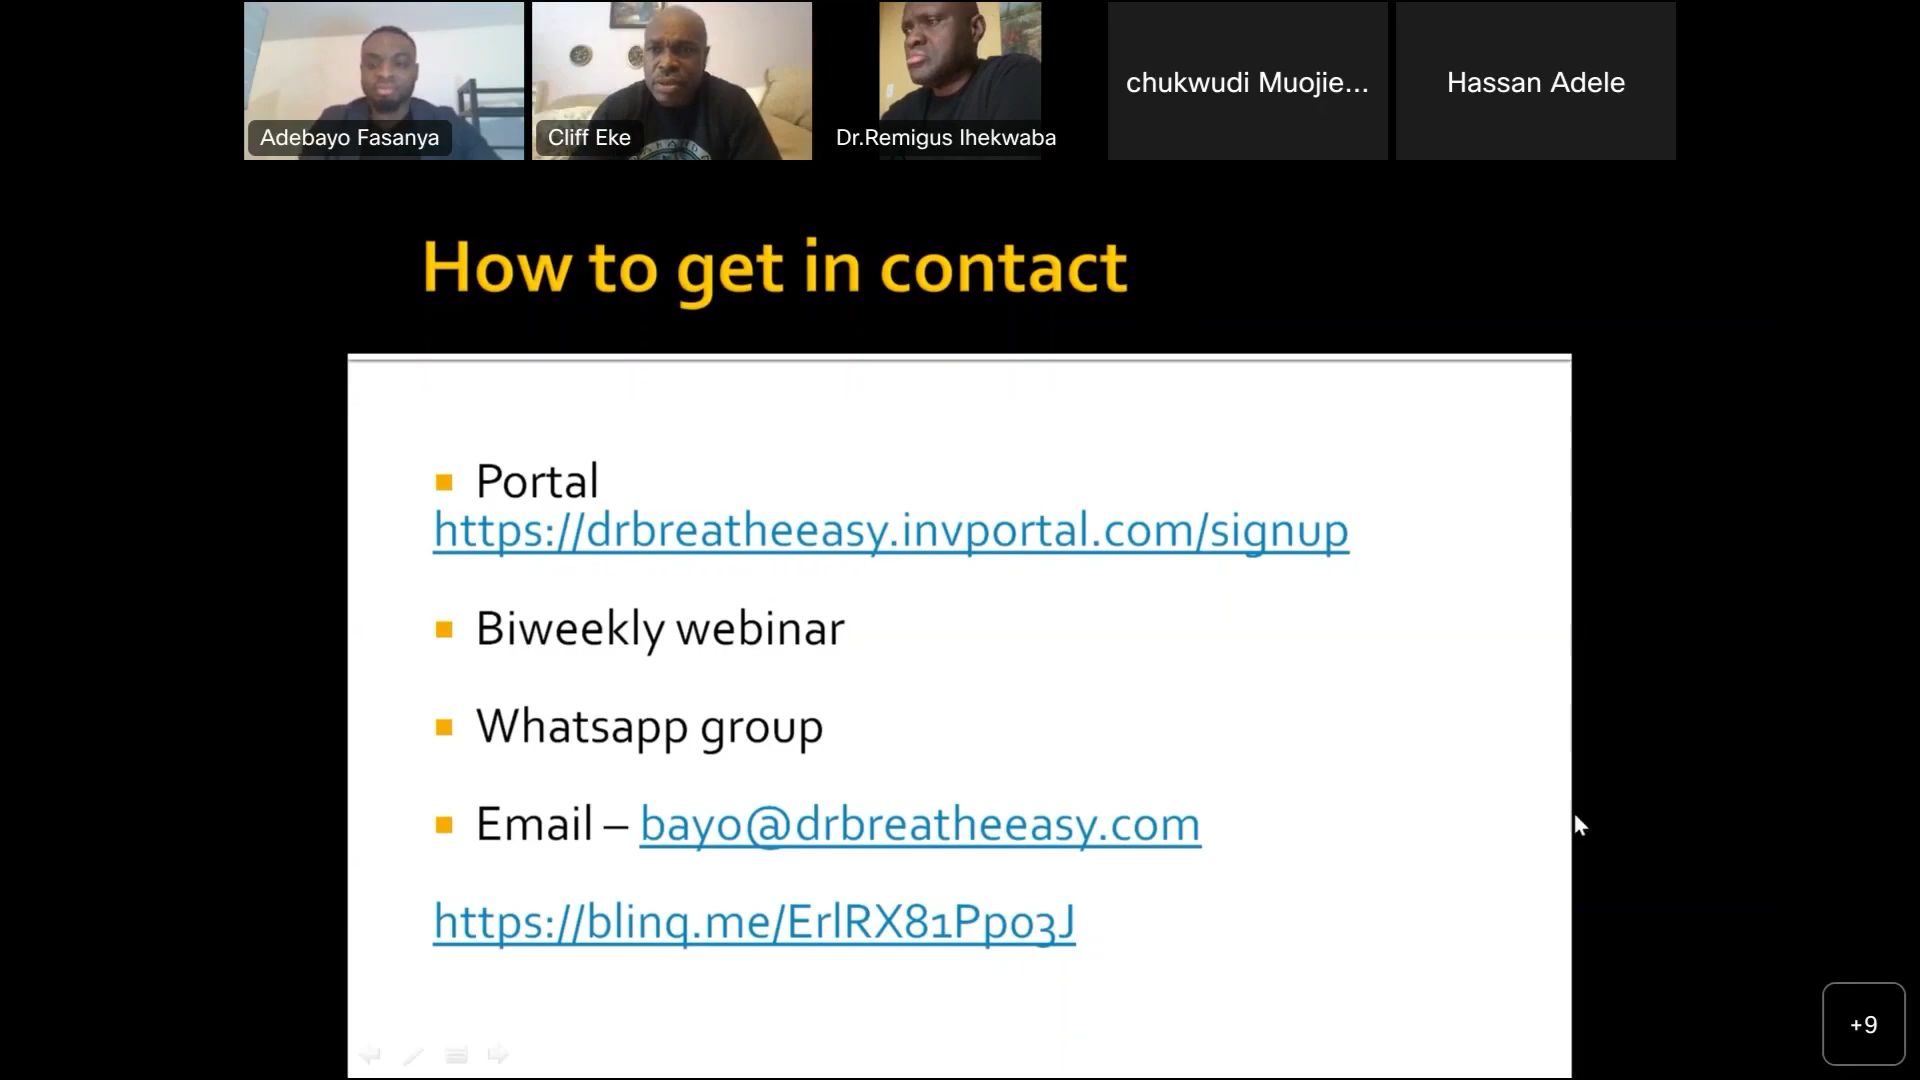 Adebayo Fasanya
Cliff Eke
Dr.Remigus Ihekwaba
chukwudi Muojie...
Hassan Adele
How to get in contact
Portal
https://drbreatheeasy.invportal.com/signup
Biweekly webinar
Whatsapp group
Email – bayo@drbreatheeasy.com
https://blinq.me/ErlRX81Ppo3J
+9